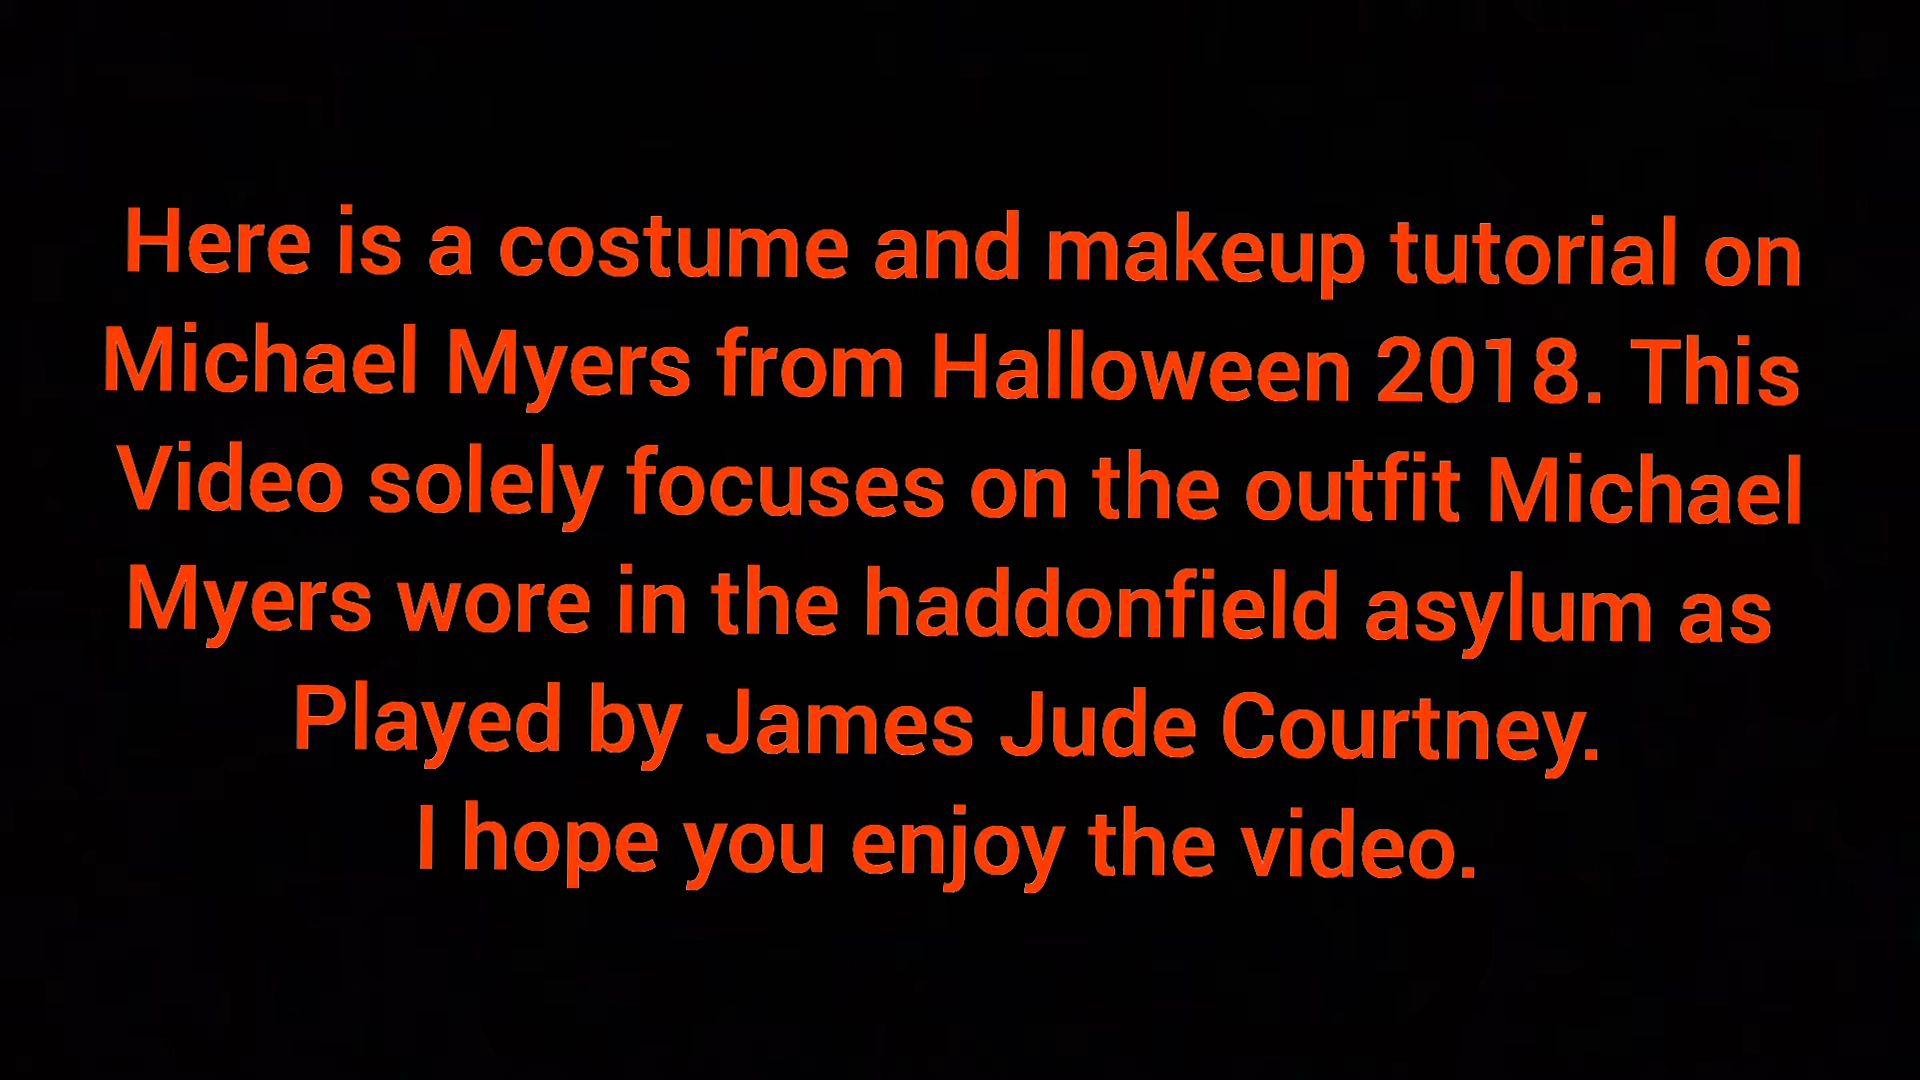 Here is a costume and makeup tutorial on
Michael Myers from Halloween 2018. This
Video solely focuses on the outfit Michael
Myers wore in the haddonfield asylum as
Played by James Jude Courtney.
I hope you enjoy the video.